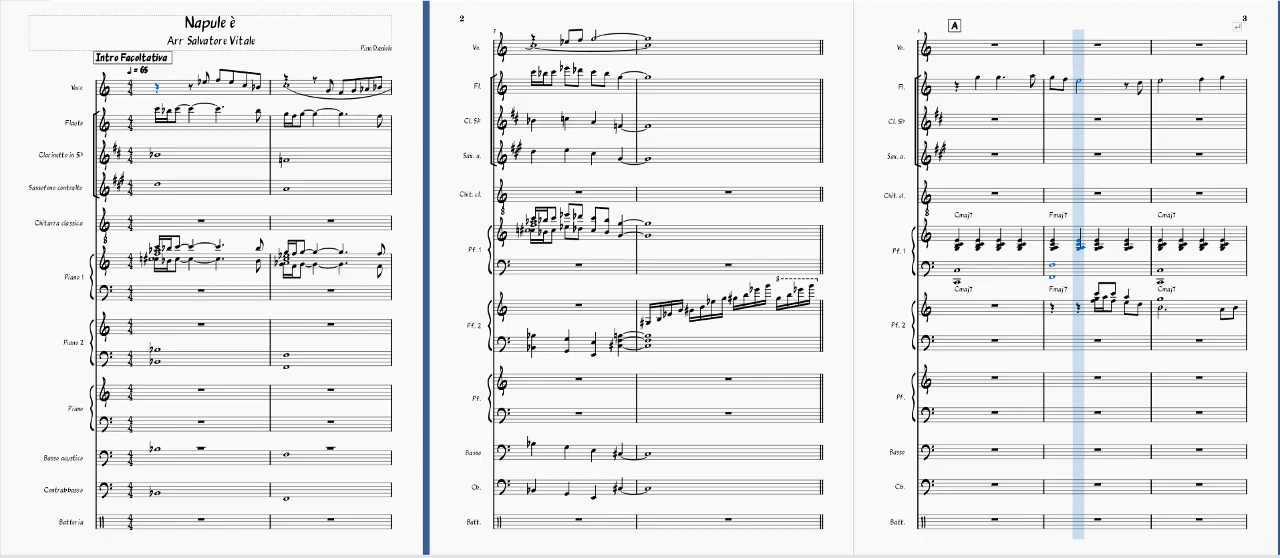 Napule è
Arr Salvatore Vitale
Pino Daniele
Intro Facoltativa
♩ = 65
Voce
Flauto
Clarinetto in Si♭
Sassofono contralto
Chitarra classica
Piano 1
Piano 2
Piano
Basso acustico
Contrabbasso
Batteria
2
Vo.
Fl.
Cl. Si♭
Sax. a.
Chit. cl.
Pf. 1
8
Pf. 2
Pf.
Basso
Cb.
Batt.
3
A
Vo.
Fl.
Cl. Si♭
Sax. a.
Chit. cl.
Cmaj7 Fmaj7 Cmaj7
Pf. 1
Cmaj7 Fmaj7 Cmaj7
Pf. 2
Pf.
Basso
Cb.
Batt.